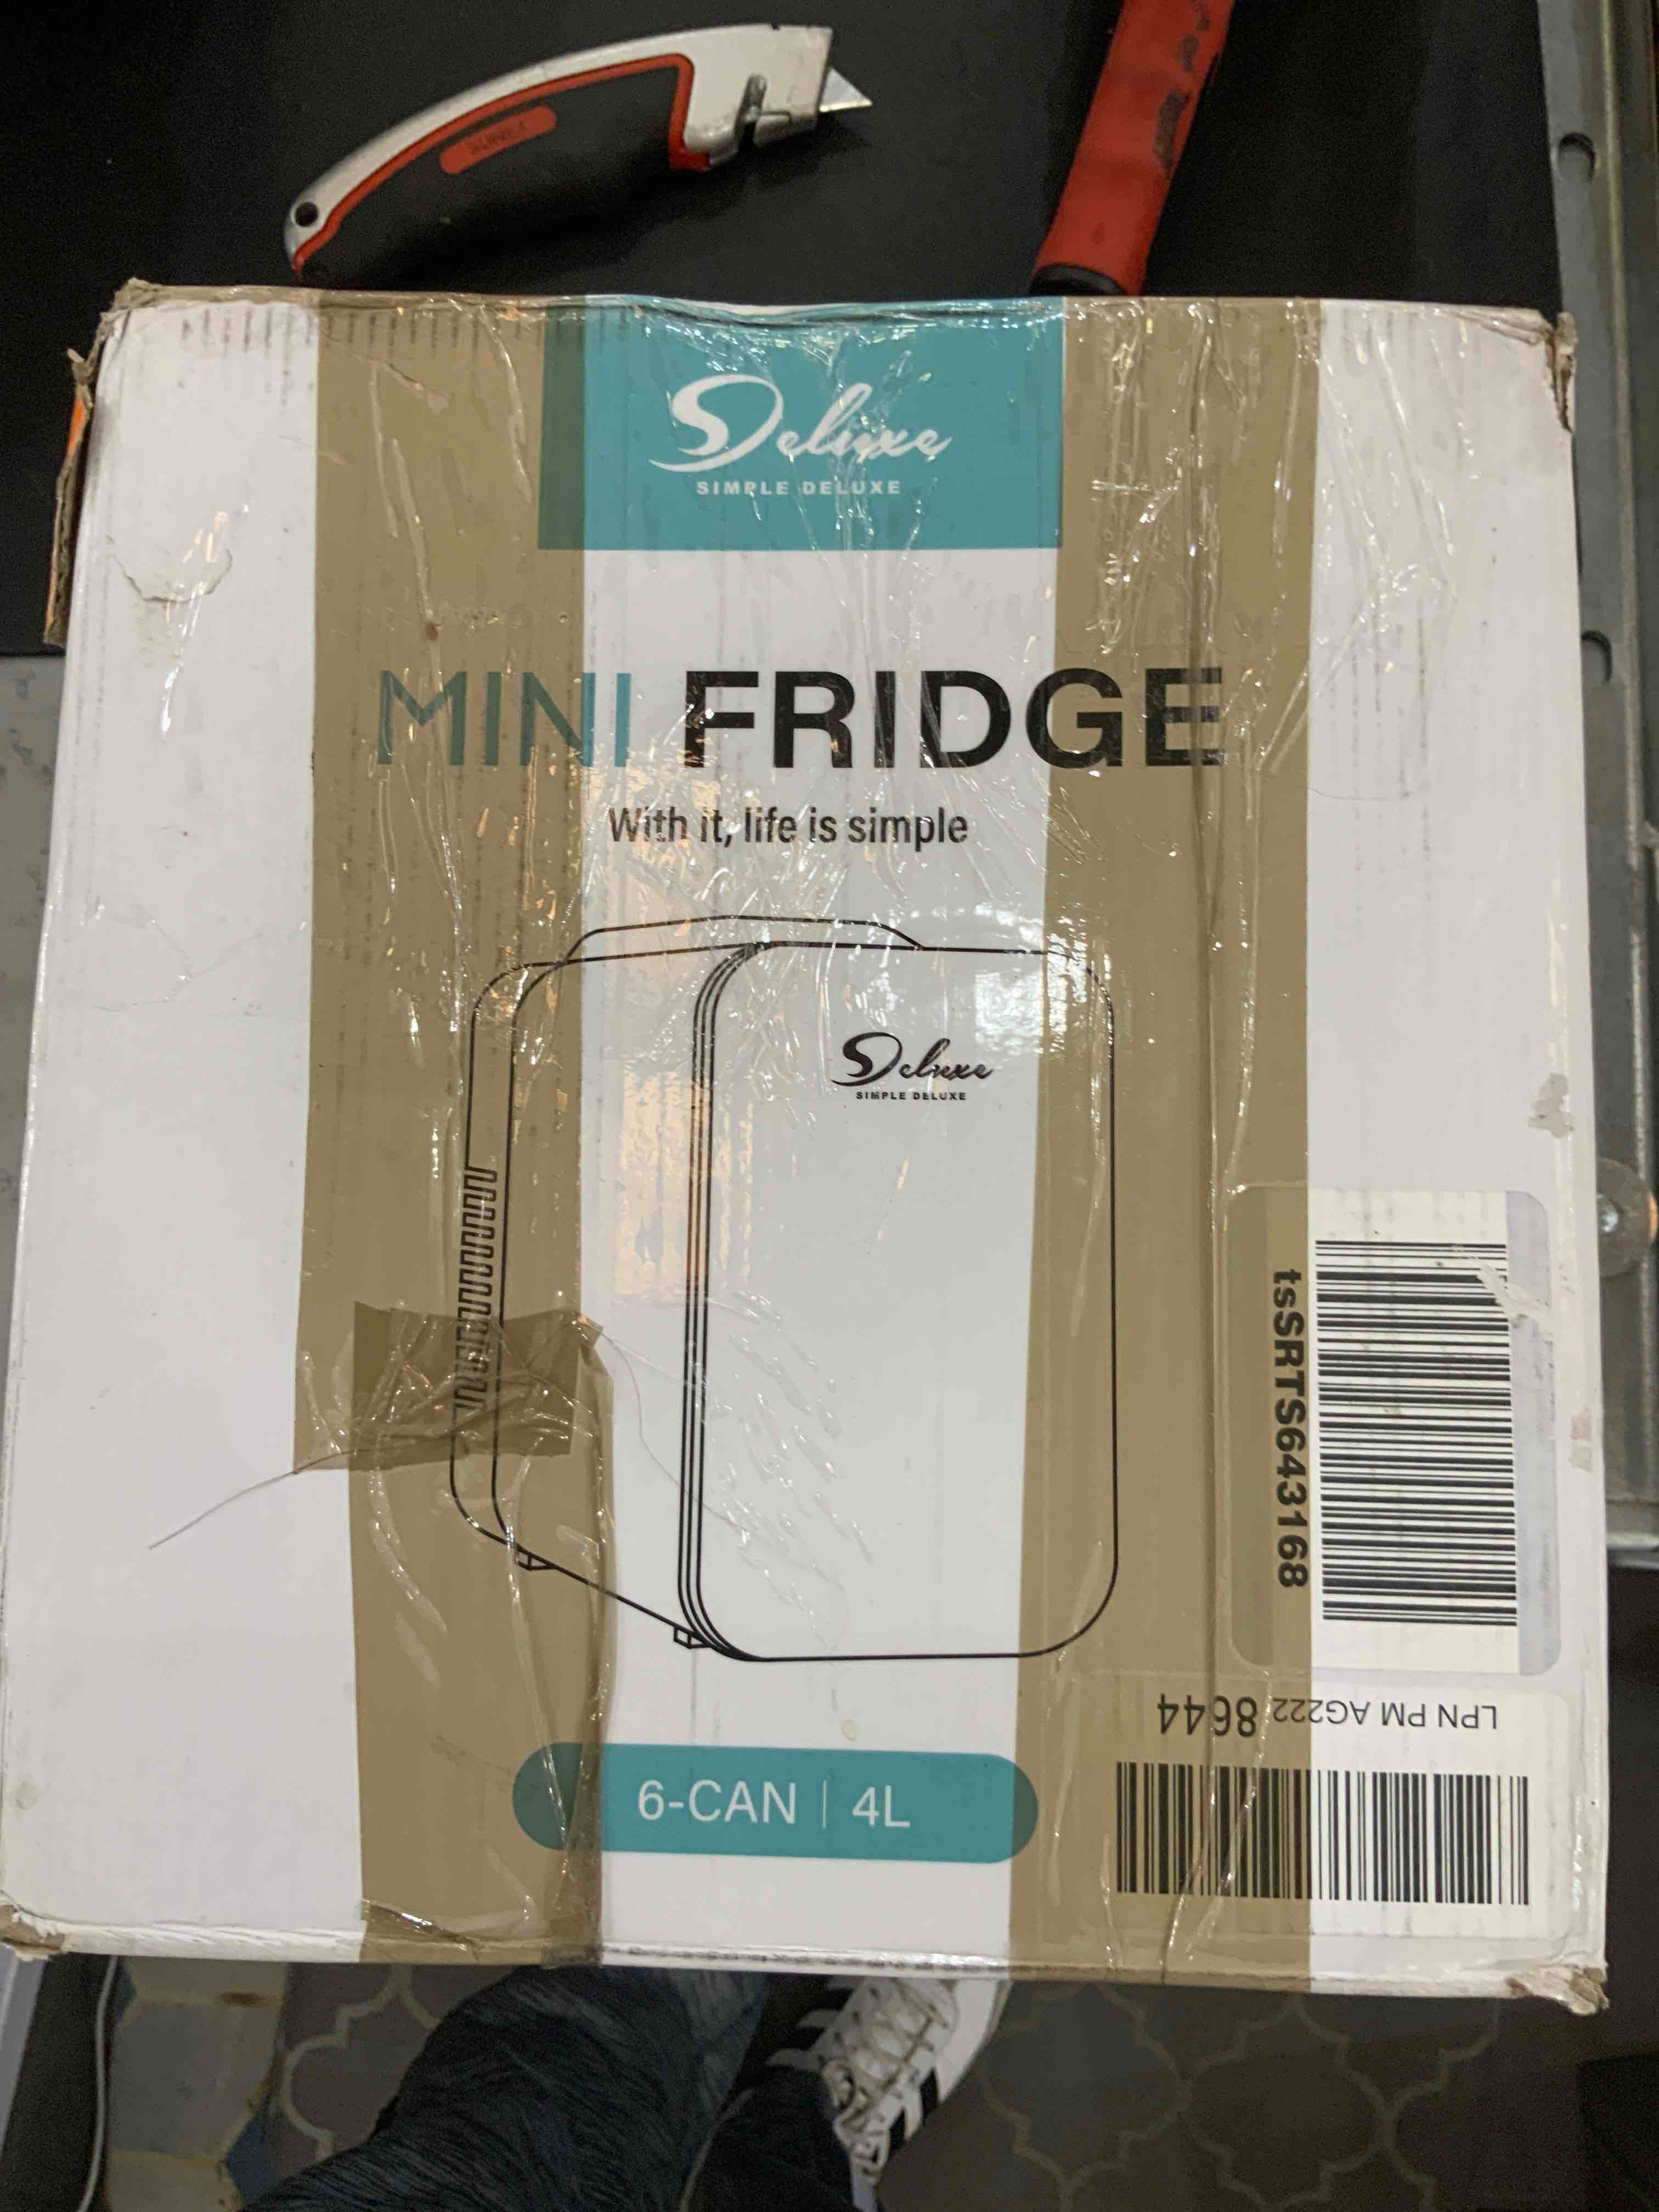 Deluxe
SIMPLE DELUXE
MINI FRIDGE
With it, life is simple
Deluxe
SIMPLE DELUXE
tsSRTS643168
LPN PM AG222 8644
6-CAN | 4L